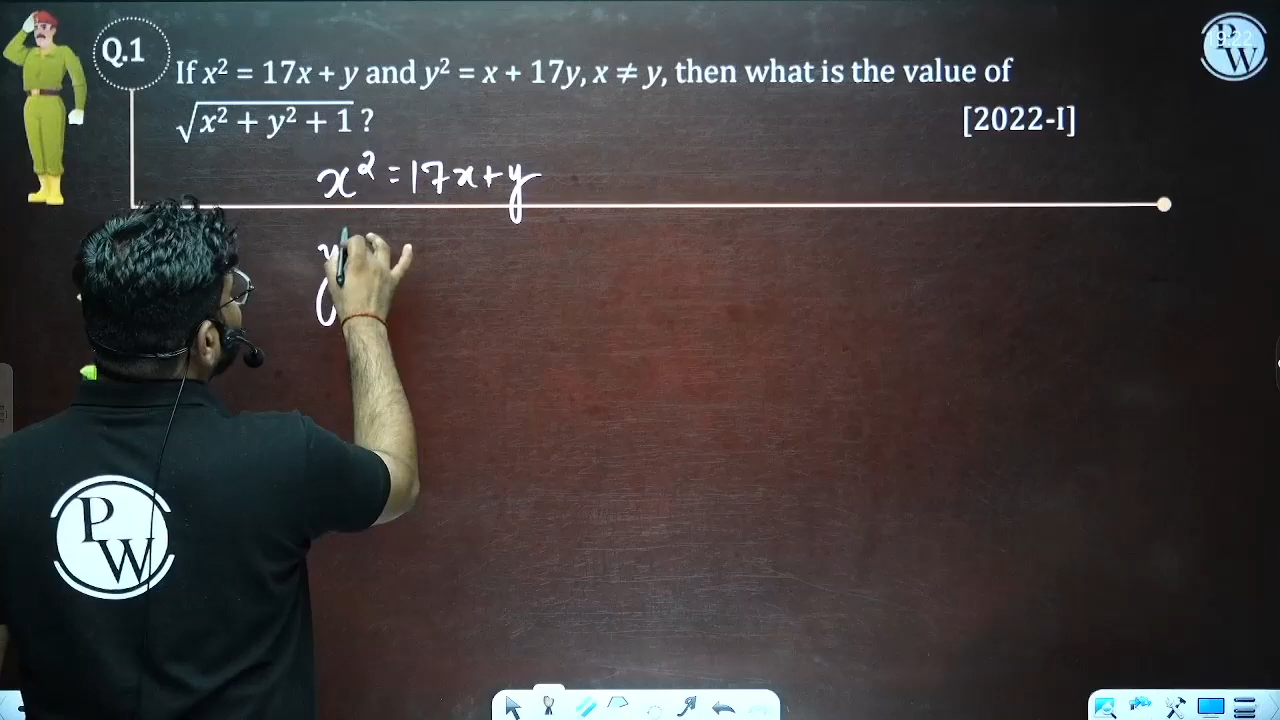 Q.1
If x² = 17x + y and y² = x + 17y, x ≠ y, then what is the value of
√(x² + y² + 1) ?
[2022-I]
x² = 17x + y
y
P
W
PW